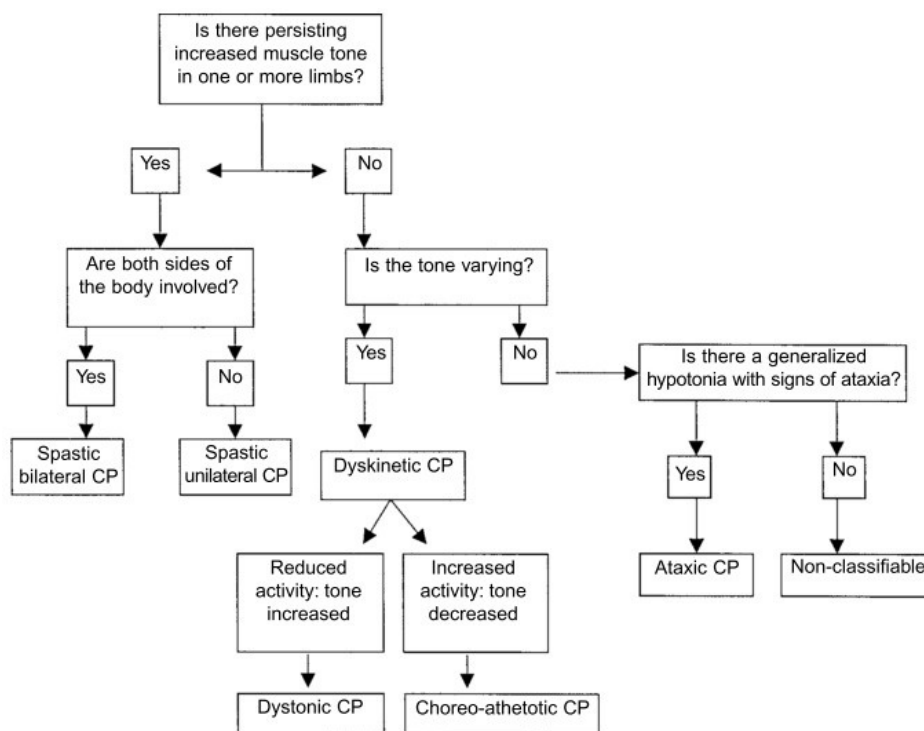 Is there persisting
increased muscle tone
in one or more limbs?
Yes
No
Are both sides of
the body involved?
Is the tone varying?
Yes
No
Yes
No
Is there a generalized
hypotonia with signs of ataxia?
Spastic
bilateral CP
Spastic
unilateral CP
Dyskinetic CP
Yes
No
Reduced
activity: tone
increased
Increased
activity: tone
decreased
Ataxic CP
Non-classifiable
Dystonic CP
Choreo-athetotic CP